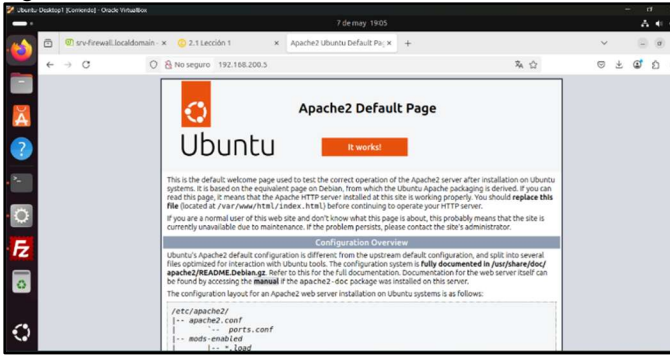 Ubuntu-Desktop1 [Corriendo] - Oracle VirtualBox
7 de may 19:05
srv-firewall.localdomain -
2.1 Lección 1
Apache2 Ubuntu Default Pa
No seguro 192.168.200.5
Apache2 Default Page
Ubuntu
It works!
This is the default welcome page used to test the correct operation of the Apache2 server after installation on Ubuntu
systems. It is based on the equivalent page on Debian, from which the Ubuntu Apache packaging is derived. If you can
read this page, it means that the Apache HTTP server installed at this site is working properly. You should replace this
file (located at /var/www/html/index.html) before continuing to operate your HTTP server.
If you are a normal user of this web site and don't know what this page is about, this probably means that the site is
currently unavailable due to maintenance. If the problem persists, please contact the site's administrator.
Configuration Overview
Ubuntu's Apache2 default configuration is different from the upstream default configuration, and split into several
files optimized for interaction with Ubuntu tools. The configuration system is fully documented in /usr/share/doc/
apache2/README.Debian.gz. Refer to this for the full documentation. Documentation for the web server itself can
be found by accessing the manual if the apache2-doc package was installed on this server.
The configuration layout for an Apache2 web server installation on Ubuntu systems is as follows:
/etc/apache2/
|-- apache2.conf
|       `-- ports.conf
|-- mods-enabled
|       |-- *.load